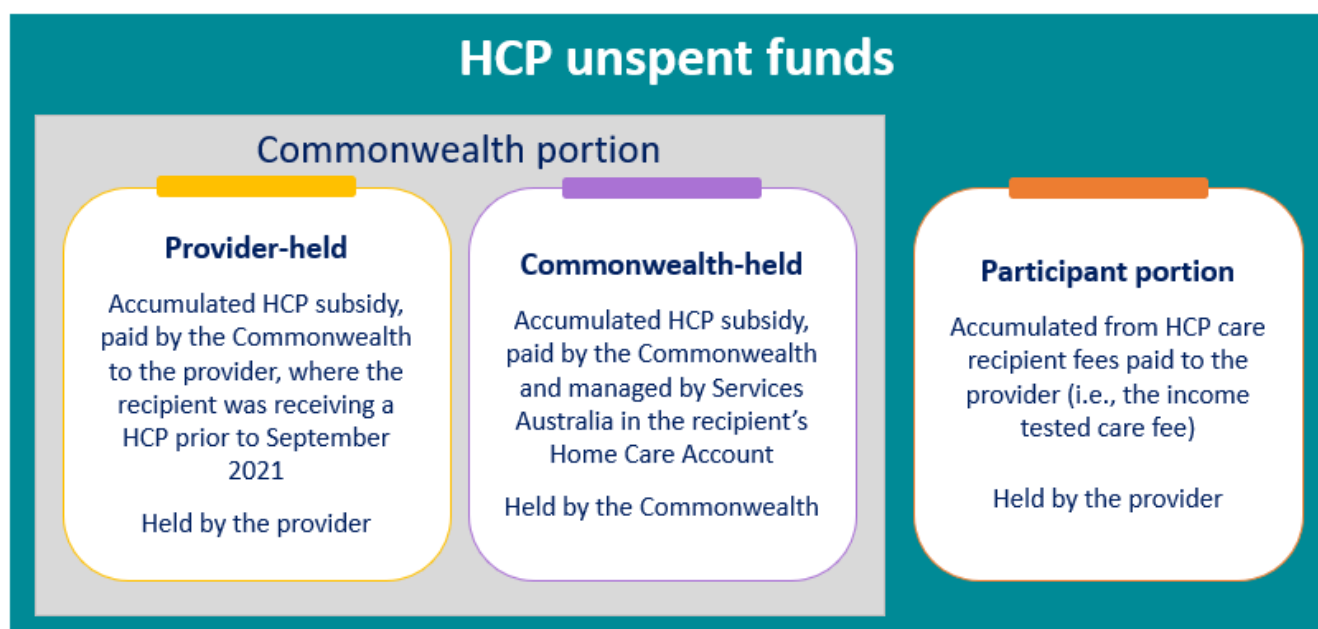 HCP unspent funds
Commonwealth portion
Provider-held
Accumulated HCP subsidy,
paid by the Commonwealth
to the provider, where the
recipient was receiving a
HCP prior to September
2021
Held by the provider
Commonwealth-held
Accumulated HCP subsidy,
paid by the Commonwealth
and managed by Services
Australia in the recipient's
Home Care Account
Held by the Commonwealth
Participant portion
Accumulated from HCP care
recipient fees paid to the
provider (i.e., the income
tested care fee)
Held by the provider